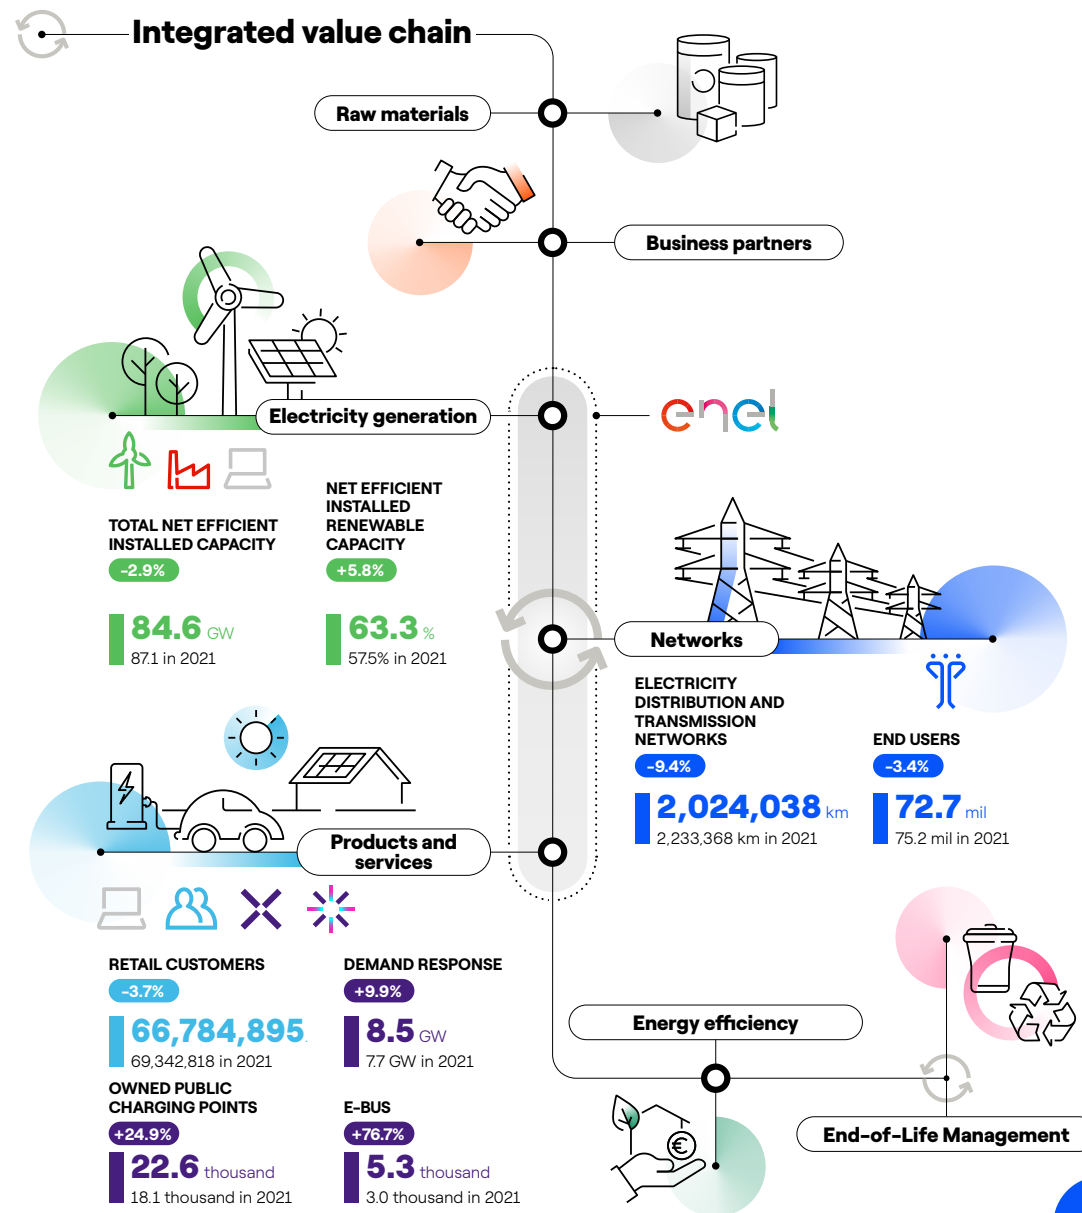 Integrated value chain
Raw materials
Business partners
Electricity generation
enel
TOTAL NET EFFICIENT
INSTALLED CAPACITY
-2.9%
84.6 GW
87.1 in 2021
NET EFFICIENT
INSTALLED
RENEWABLE
CAPACITY
+5.8%
63.3 %
57.5% in 2021
Networks
ELECTRICITY
DISTRIBUTION AND
TRANSMISSION
NETWORKS
-9.4%
2,024,038 km
2,233,368 km in 2021
END USERS
-3.4%
72.7 mil
75.2 mil in 2021
Products and
services
RETAIL CUSTOMERS
-3.7%
66,784,895.
69,342,818 in 2021
DEMAND RESPONSE
+9.9%
8.5 GW
7.7 GW in 2021
OWNED PUBLIC
CHARGING POINTS
+24.9%
22.6 thousand
18.1 thousand in 2021
E-BUS
+76.7%
5.3 thousand
3.0 thousand in 2021
Energy efficiency
€
End-of-Life Management